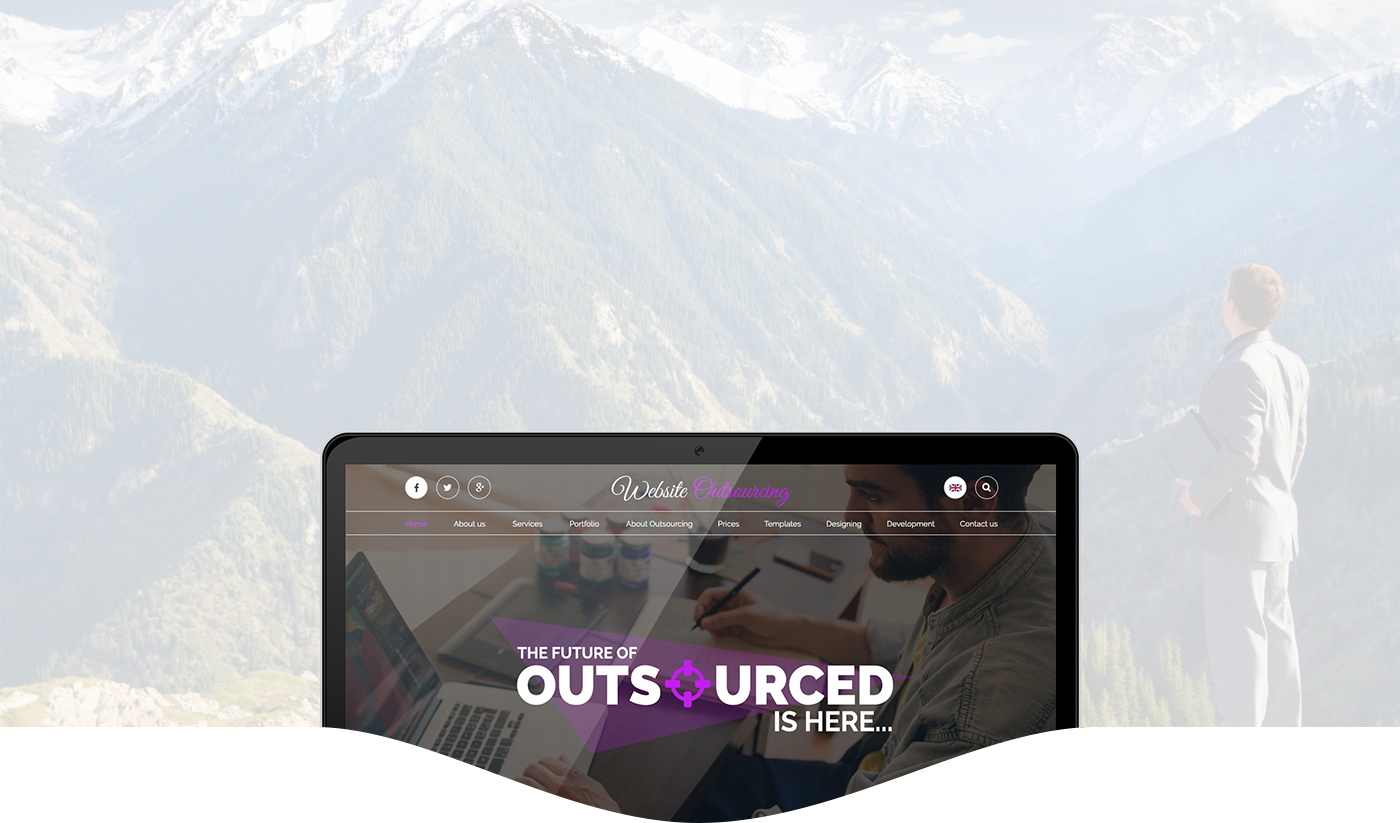 Website Outsourcing
Home About us Services Portfolio About Outsourcing Prices Templates Designing Development Contact us
THE FUTURE OF
OUTSOURCED
IS HERE...